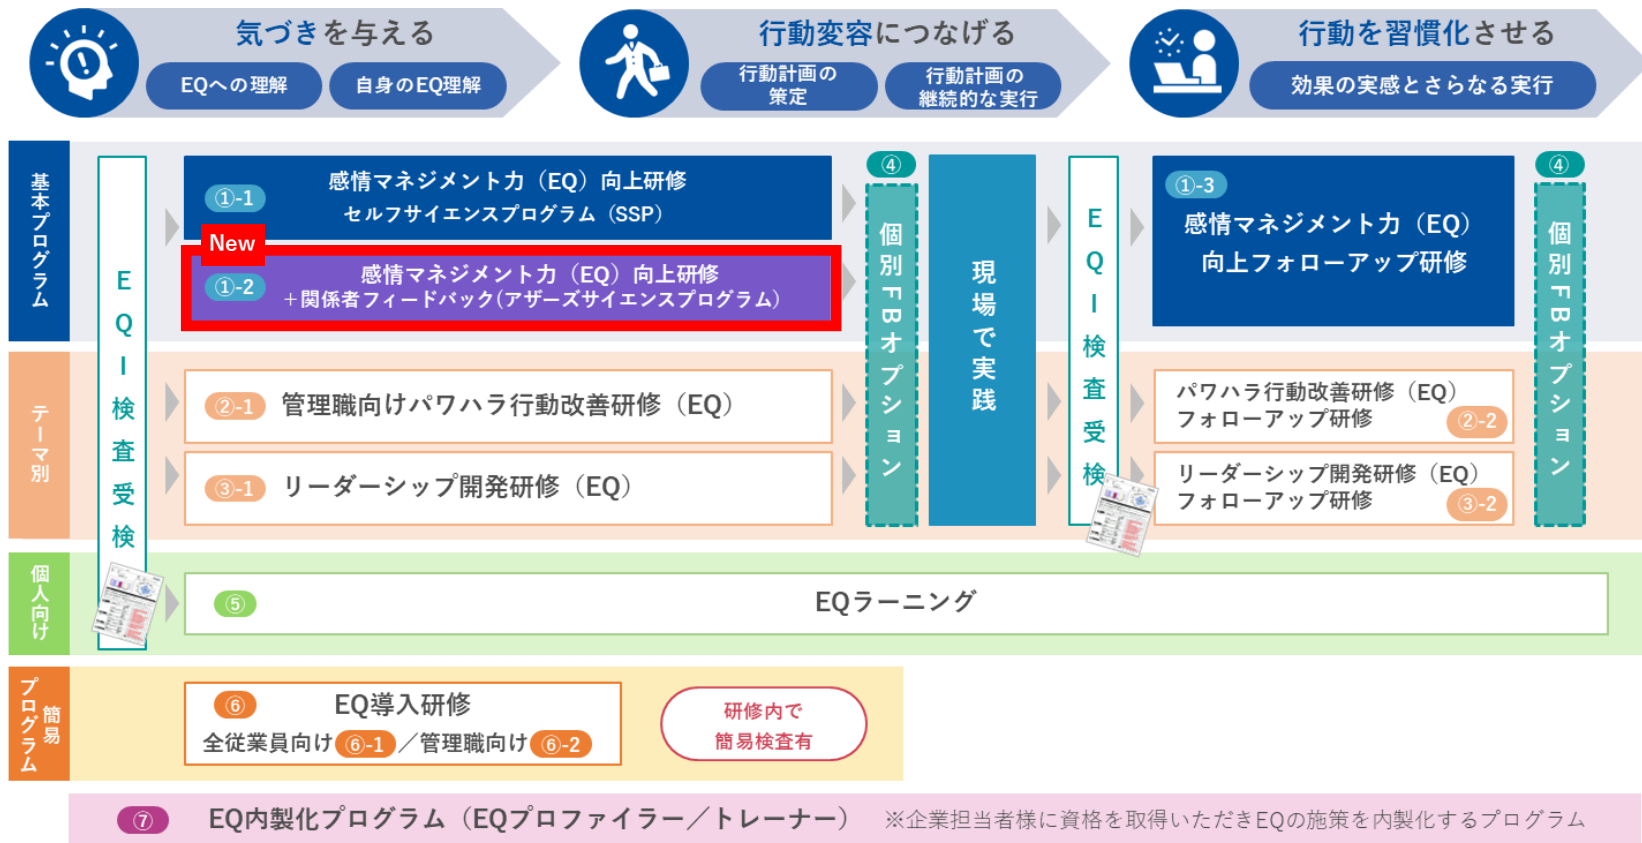 気づきを与える
EQへの理解
自身のEQ理解
行動変容につなげる
行動計画の
策定
行動計画の
継続的な実行
行動を習慣化させる
効果の実感とさらなる実行
基本プログラム
EQI検査受検
①-1
感情マネジメント力（EQ）向上研修
セルフサイエンスプログラム（SSP）
New
①-2
感情マネジメント力（EQ）向上研修
＋関係者フィードバック(アザーズサイエンスプログラム)
④
個別FBオプション
現場で実践
EQI検査受検
①-3
感情マネジメント力（EQ）
向上フォローアップ研修
④
個別FBオプション
テーマ別
②-1
管理職向けパワハラ行動改善研修（EQ）
パワハラ行動改善研修（EQ）
フォローアップ研修
②-2
③-1
リーダーシップ開発研修（EQ）
リーダーシップ開発研修（EQ）
フォローアップ研修
③-2
個人向け
⑤
EQラーニング
簡易
プログラム
⑥
EQ導入研修
全従業員向け⑥-1／管理職向け⑥-2
研修内で
簡易検査有
⑦
EQ内製化プログラム（EQプロファイラー／トレーナー）
※企業担当者様に資格を取得いただきEQの施策を内製化するプログラム